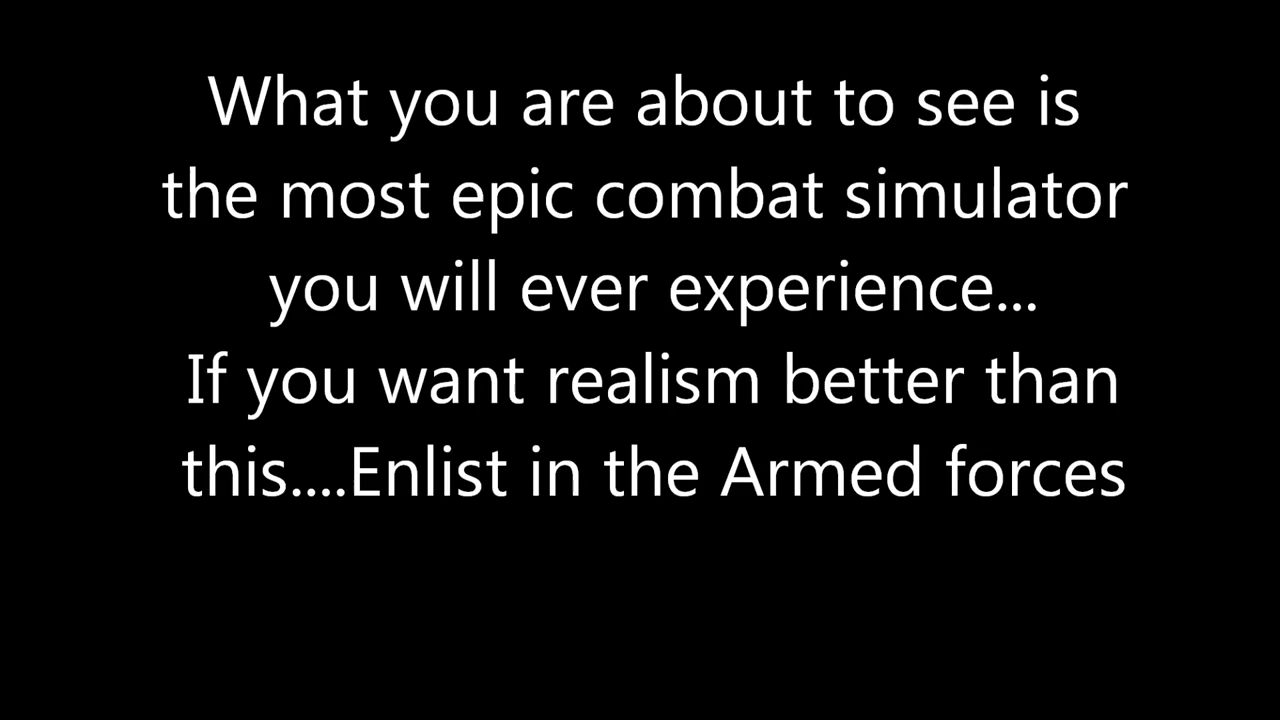 What you are about to see is
the most epic combat simulator
you will ever experience...
If you want realism better than
this....Enlist in the Armed forces